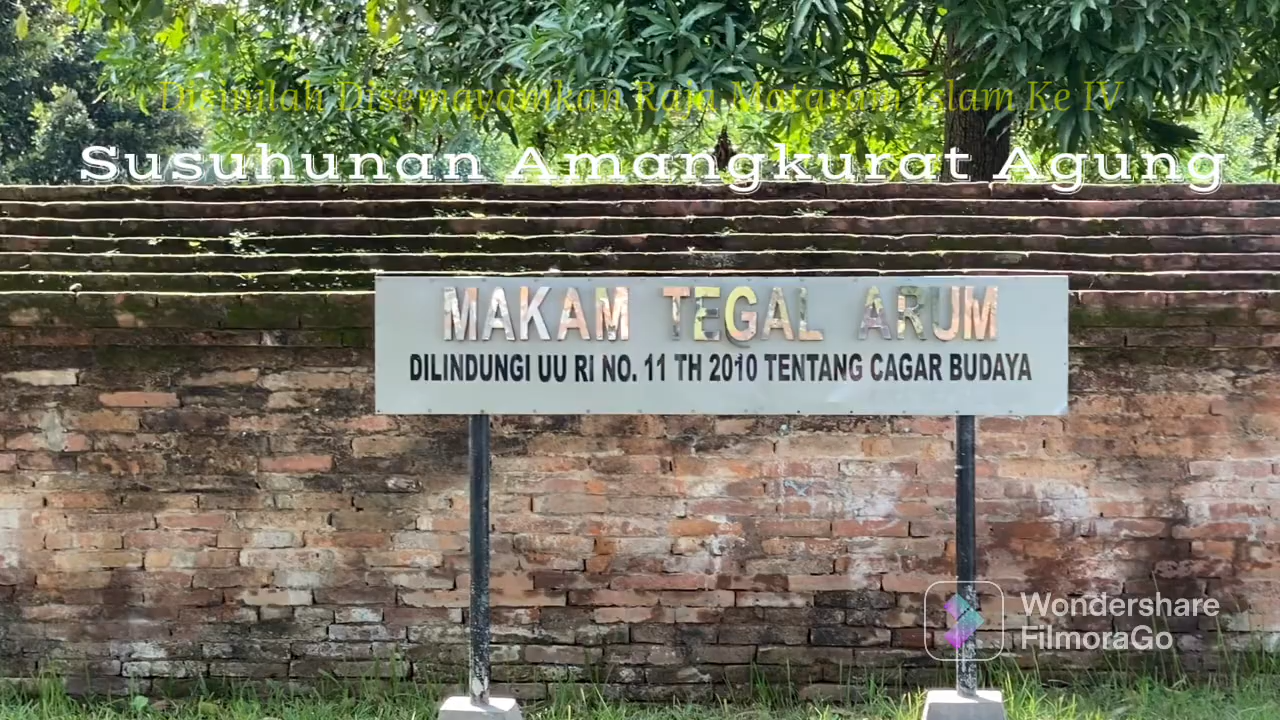 Disinilah Disemayamkan Raja Mataram Islam Ke IV
Susuhunan Amangkurat Agung
MAKAM TEGAL ARUM
DILINDUNGI UU RI NO. 11 TH 2010 TENTANG CAGAR BUDAYA
Wondershare
FilmoraGo